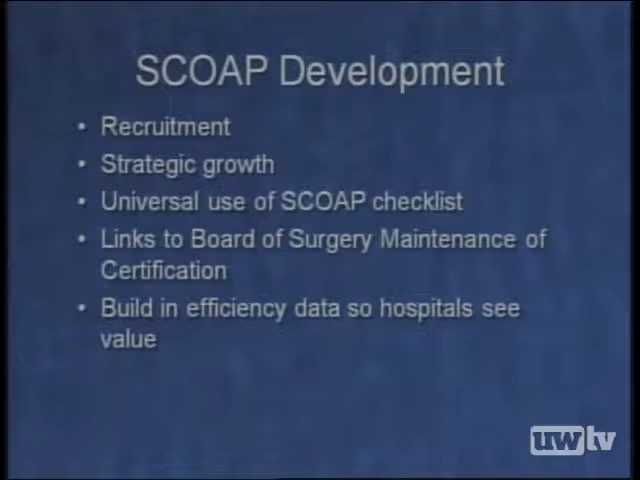 SCOAP Development
• Recruitment
• Strategic growth
• Universal use of SCOAP checklist
• Links to Board of Surgery Maintenance of
Certification
• Build in efficiency data so hospitals see
value
uwtv